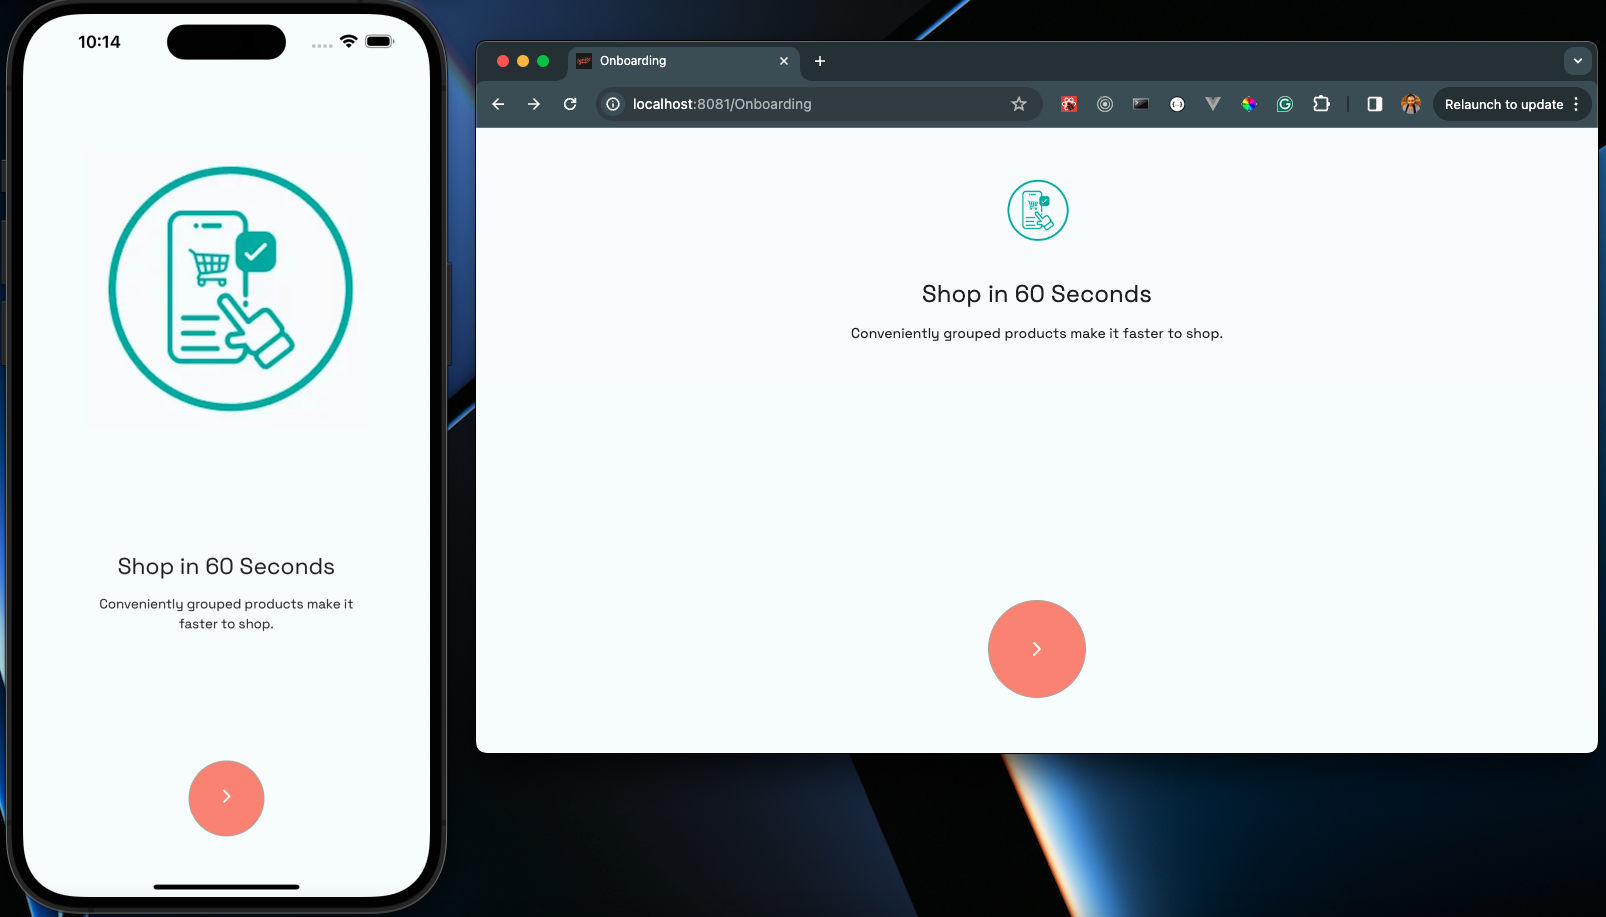 10:14
Shop in 60 Seconds
Conveniently grouped products make it
faster to shop.
Onboarding
localhost:8081/Onboarding
Relaunch to update
Shop in 60 Seconds
Conveniently grouped products make it faster to shop.